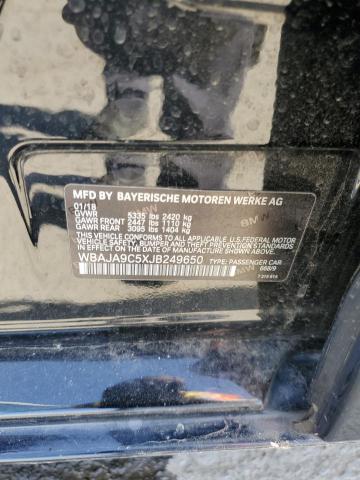 MFD BY BAYERISCHE MOTOREN WERKE AG
01/18
GVWR 5335 lbs 2420 kg
GAWR FRONT 2447 lbs 1110 kg
GAWR REAR 3095 lbs 1404 kg
THIS VEHICLE CONFORMS TO ALL APPLICABLE U.S. FEDERAL MOTOR
VEHICLE SAFETY, BUMPER, AND THEFT PREVENTION STANDARDS
IN EFFECT ON THE DATE OF MANUFACTURE SHOWN ABOVE.
WBAJA9C5XJB249650 TYPE: PASSENGER CAR
668/9